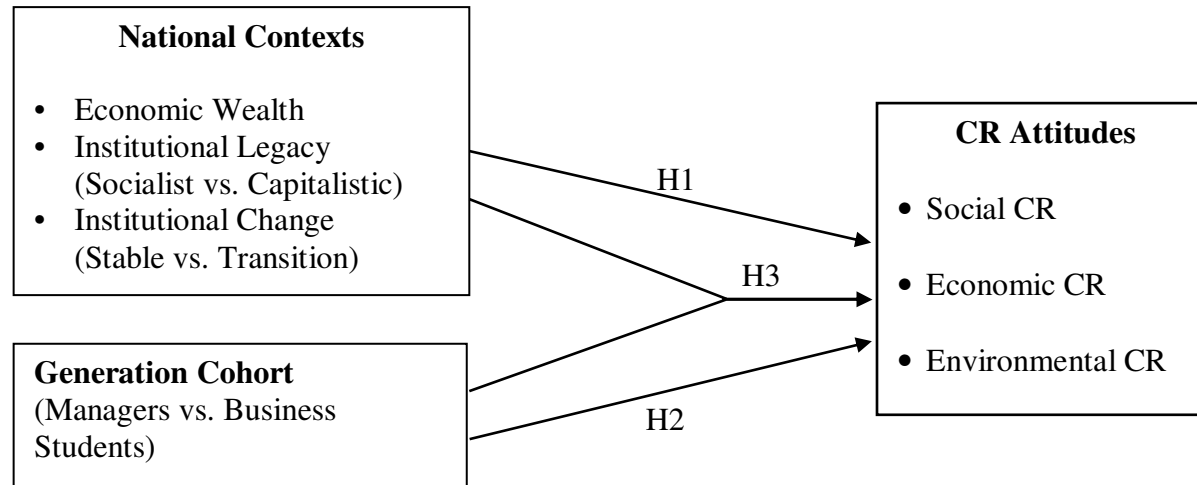 National Contexts
• Economic Wealth
• Institutional Legacy
(Socialist vs. Capitalistic)
• Institutional Change
(Stable vs. Transition)
Generation Cohort
(Managers vs. Business
Students)
H1
H3
H2
CR Attitudes
• Social CR
• Economic CR
• Environmental CR